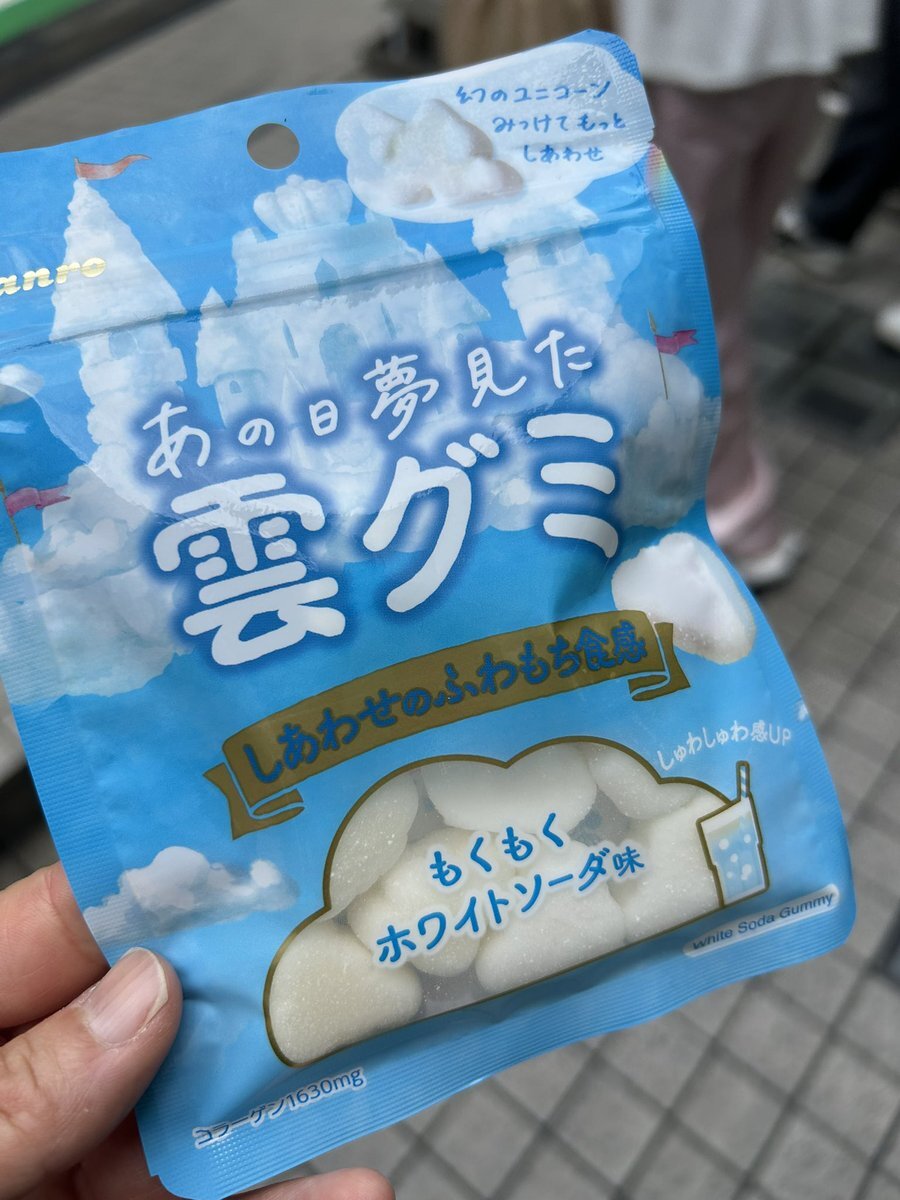 幻のユニコーン
みつけてもっと
しあわせ
anro
あの日夢見た
雲グミ
しあわせのふわもち食感
しゅわしゅわ感UP
もくもく
ホワイトソーダ味
White Soda Gummy
コラーゲン1630mg